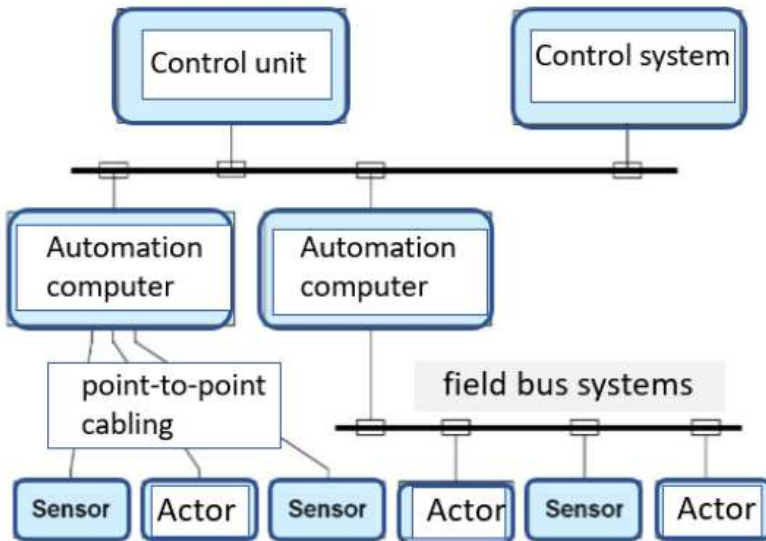 Control unit
Control system
Automation
computer
Automation
computer
point-to-point
cabling
field bus systems
Sensor
Actor
Sensor
Actor
Sensor
Actor